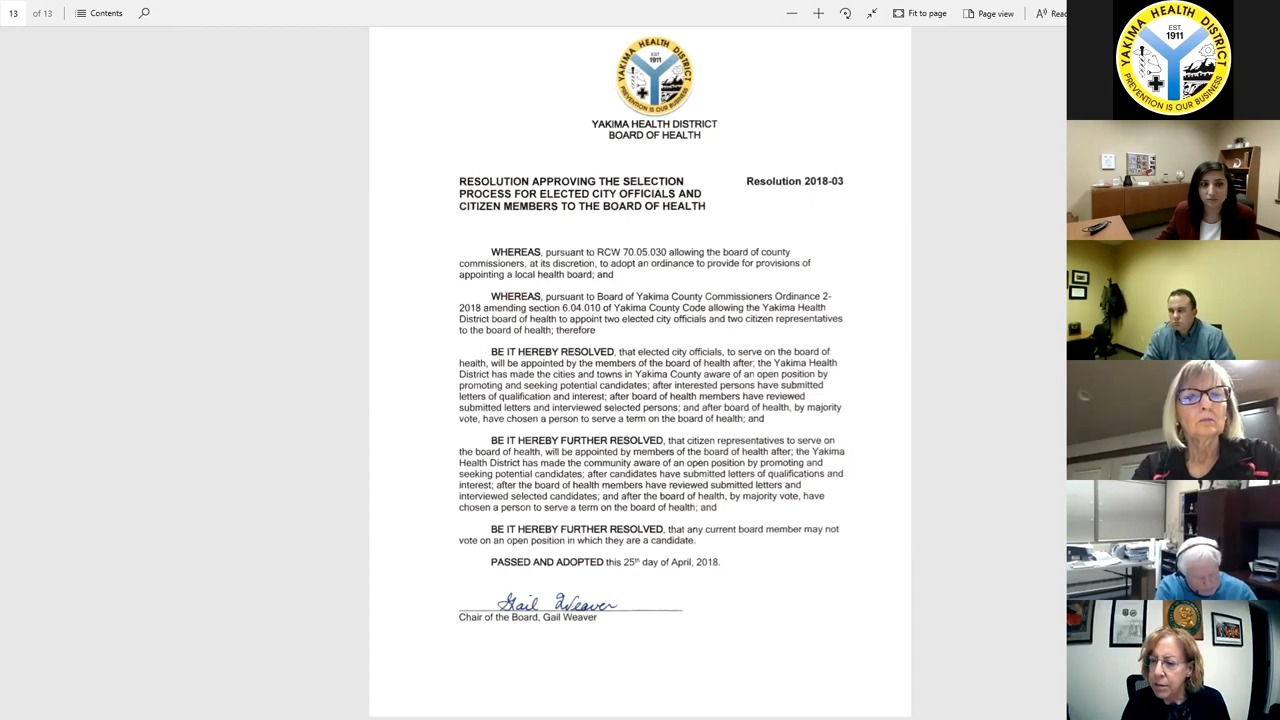 13 of 13
Contents
Fit to page
Page view
Read
YAKIMA HEALTH DISTRICT
EST.
1911
PREVENTION IS OUR BUSINESS
YAKIMA HEALTH DISTRICT
EST.
1911
PREVENTION IS OUR BUSINESS
YAKIMA HEALTH DISTRICT
BOARD OF HEALTH
RESOLUTION APPROVING THE SELECTION
PROCESS FOR ELECTED CITY OFFICIALS AND
CITIZEN MEMBERS TO THE BOARD OF HEALTH
Resolution 2018-03
WHEREAS, pursuant to RCW 70.05.030 allowing the board of county
commissioners, at its discretion, to adopt an ordinance to provide for provisions of
appointing a local health board; and
WHEREAS, pursuant to Board of Yakima County Commissioners Ordinance 2-
2018 amending section 6.04.010 of Yakima County Code allowing the Yakima Health
District board of health to appoint two elected city officials and two citizen representatives
to the board of health; therefore
BE IT HEREBY RESOLVED, that elected city officials, to serve on the board of
health, will be appointed by the members of the board of health after; the Yakima Health
District has made the cities and towns in Yakima County aware of an open position by
promoting and seeking potential candidates; after interested persons have submitted
letters of qualification and interest; after board of health members have reviewed
submitted letters and interviewed selected persons; and after board of health, by majority
vote, have chosen a person to serve a term on the board of health; and
BE IT HEREBY FURTHER RESOLVED, that citizen representatives to serve on
the board of health, will be appointed by members of the board of health after; the Yakima
Health District has made the community aware of an open position by promoting and
seeking potential candidates; after candidates have submitted letters of qualifications and
interest; after the board of health members have reviewed submitted letters and
interviewed selected candidates; and after the board of health, by majority vote, have
chosen a person to serve a term on the board of health; and
BE IT HEREBY FURTHER RESOLVED, that any current board member may not
vote on an open position in which they are a candidate.
PASSED AND ADOPTED this 25th day of April, 2018.
Gail Weaver
Chair of the Board, Gail Weaver